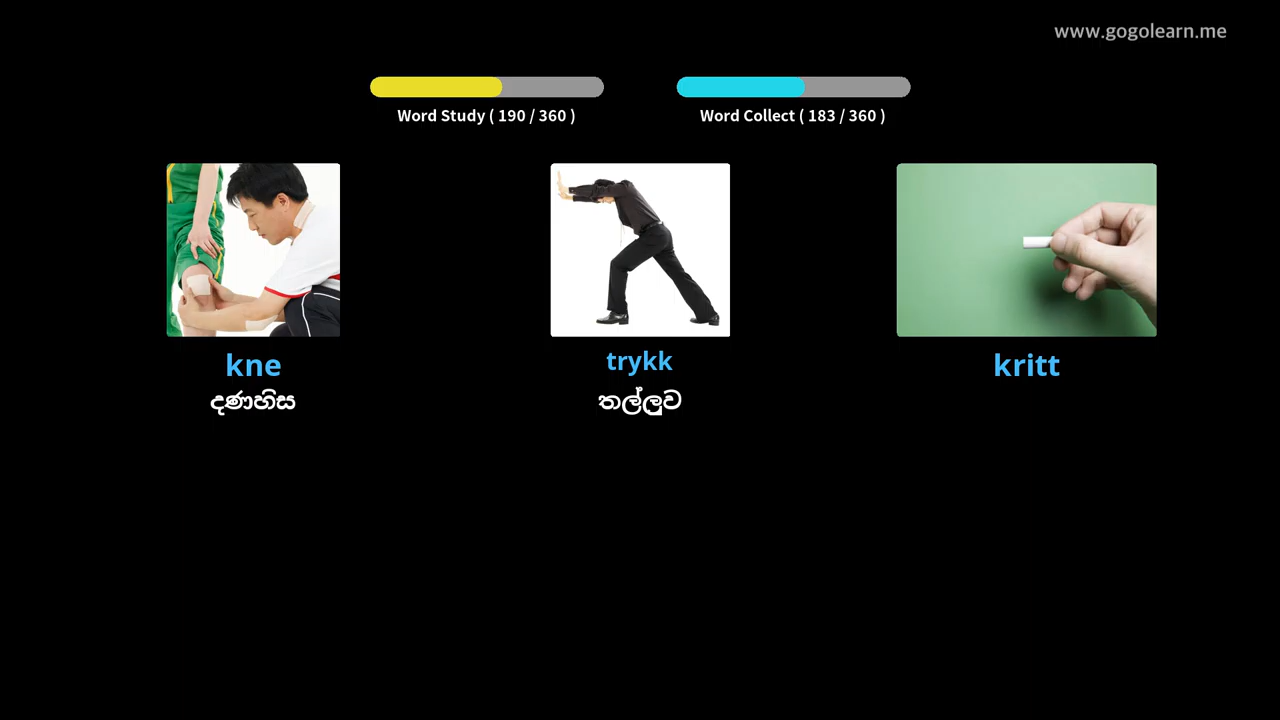 www.gogolearn.me
Word Study ( 190 / 360 )
Word Collect ( 183 / 360 )
kne
දණහිස
trykk
තල්ලුව
kritt